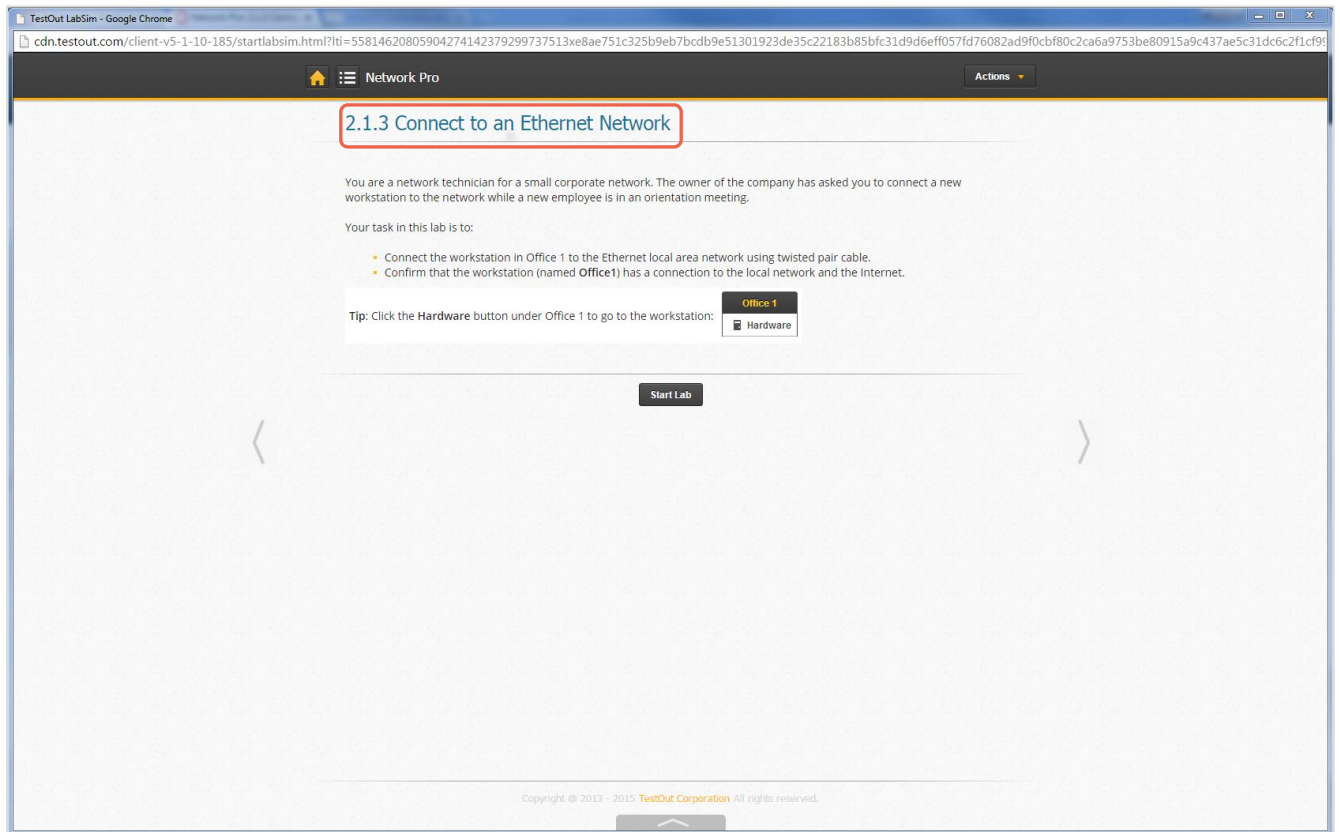 TestOut LabSim - Google Chrome
cdn.testout.com/client-v5-1-10-185/startlabsim.html?lti=
Network Pro
Actions
2.1.3 Connect to an Ethernet Network
You are a network technician for a small corporate network. The owner of the company has asked you to connect a new
workstation to the network while a new employee is in an orientation meeting.
Your task in this lab is to:
Connect the workstation in Office 1 to the Ethernet local area network using twisted pair cable.
Confirm that the workstation (named Office1) has a connection to the local network and the Internet.
Office 1
Tip: Click the Hardware button under Office 1 to go to the workstation:
Hardware
Start Lab
Copyright @ 2013 - 2015 TestOut Corporation All rights reserved.